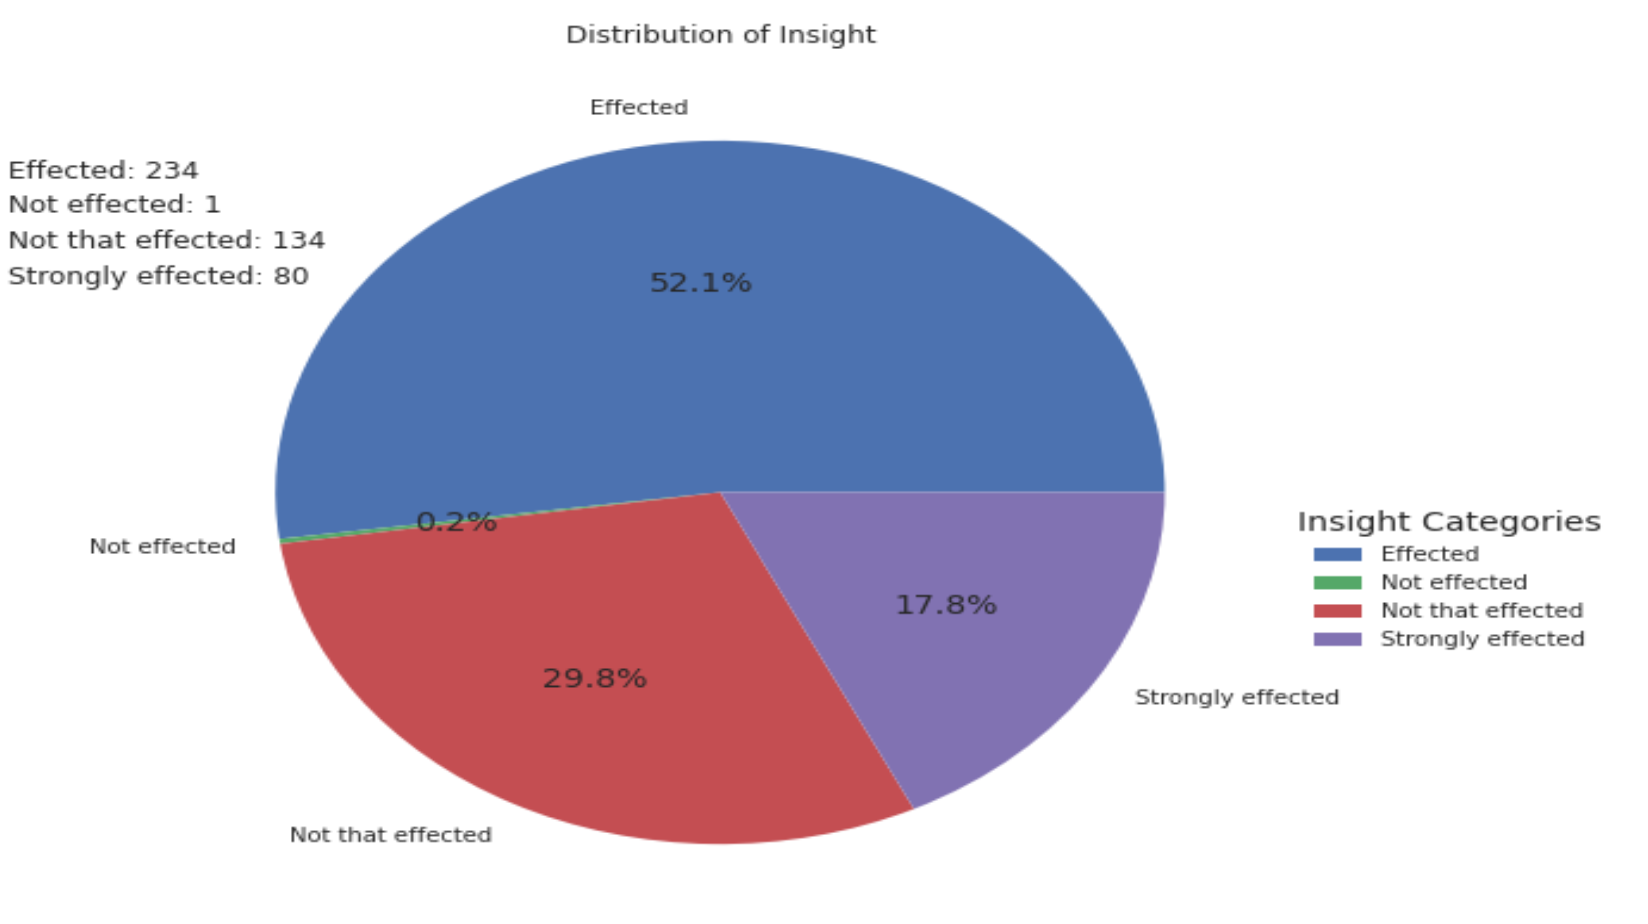 Distribution of Insight
Effected
Effected: 234
Not effected: 1
Not that effected: 134
Strongly effected: 80
52.1%
0.2%
Not effected
Insight Categories
Effected
Not effected
Not that effected
Strongly effected
17.8%
29.8%
Strongly effected
Not that effected